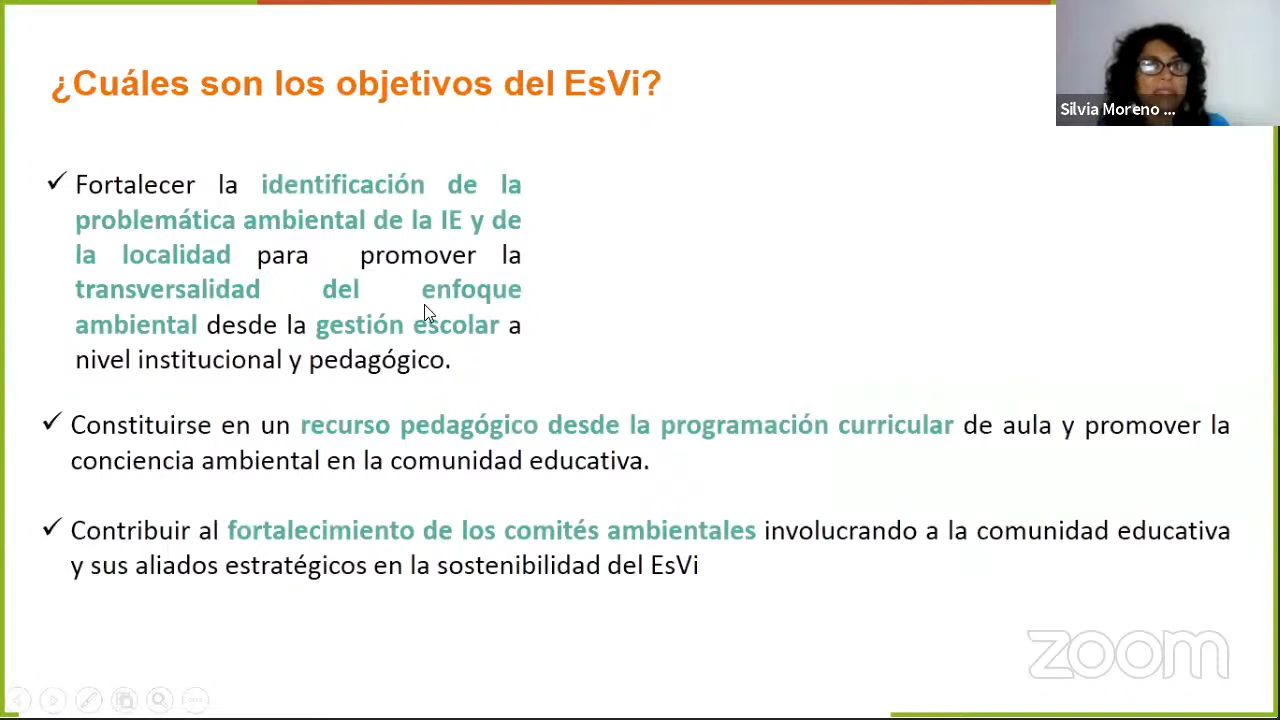 ¿Cuáles son los objetivos del EsVi?
Silvia Moreno ...
✓ Fortalecer la identificación de la
problemática ambiental de la IE y de
la localidad para promover la
transversalidad del enfoque
ambiental desde la gestión escolar a
nivel institucional y pedagógico.
✓ Constituirse en un recurso pedagógico desde la programación curricular de aula y promover la
conciencia ambiental en la comunidad educativa.
✓ Contribuir al fortalecimiento de los comités ambientales involucrando a la comunidad educativa
y sus aliados estratégicos en la sostenibilidad del EsVi
zoom